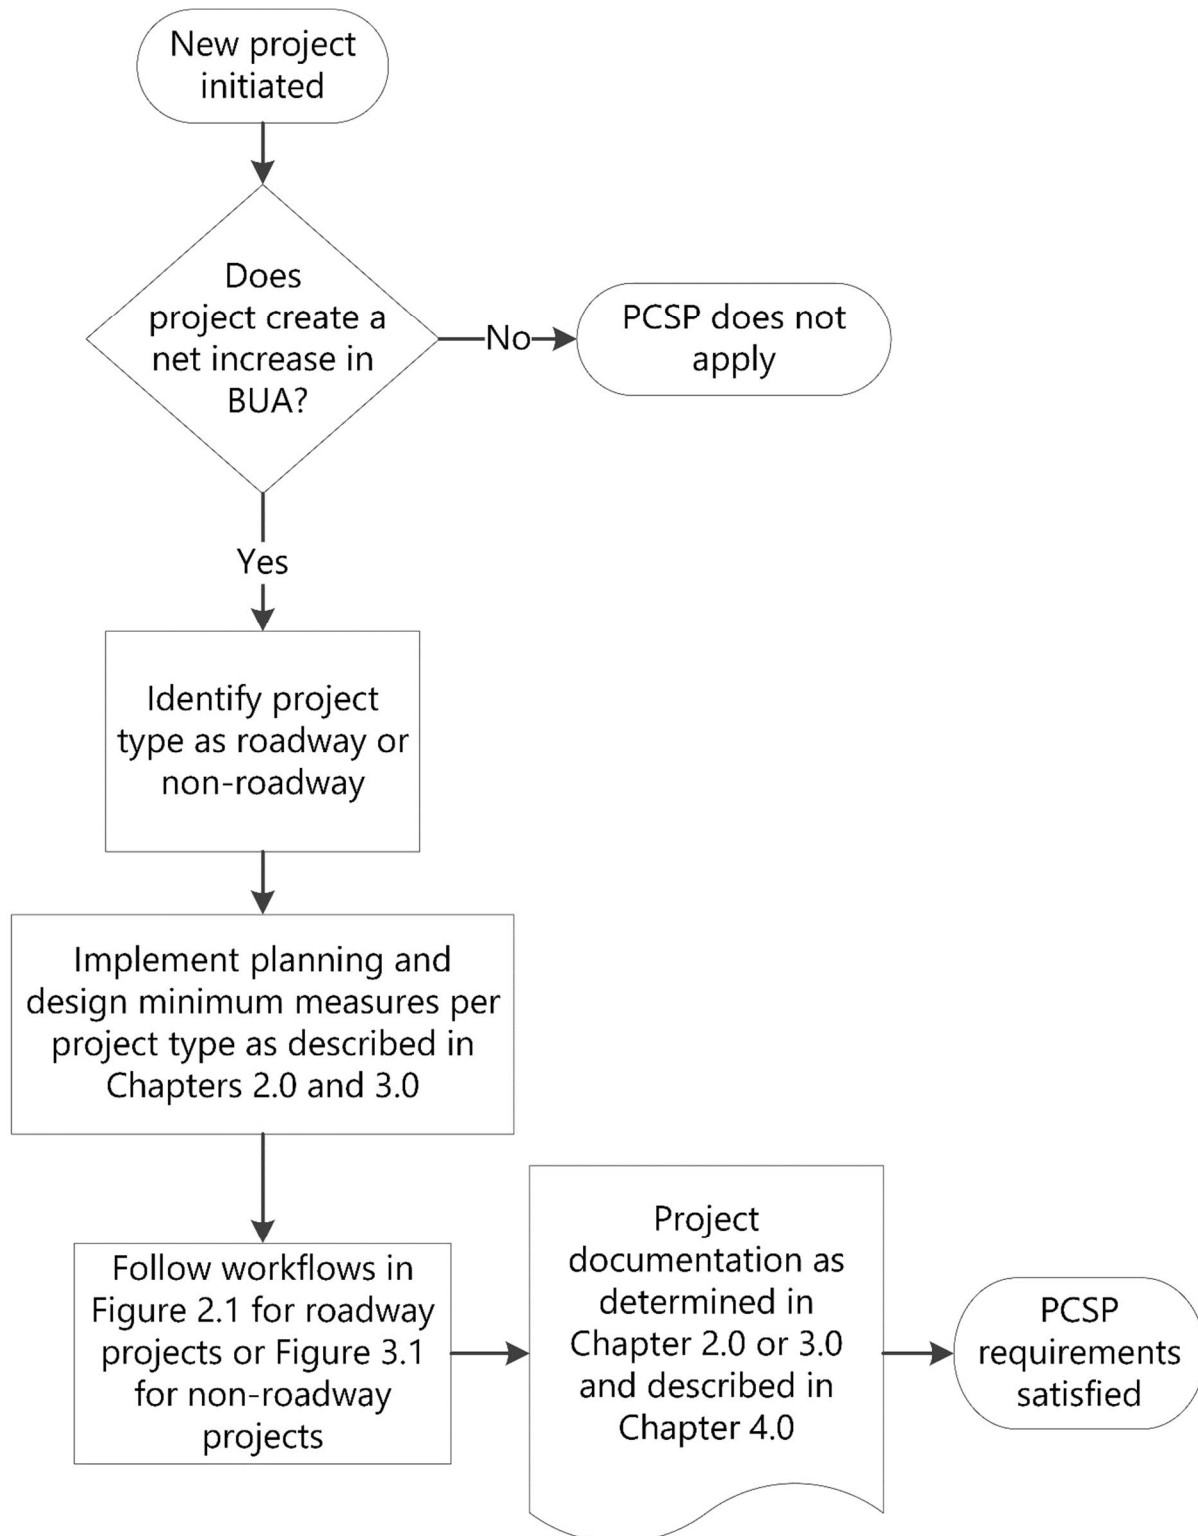 New project
initiated
Does
project create a
net increase in
BUA?
No
PCSP does not
apply
Yes
Identify project
type as roadway or
non-roadway
Implement planning and
design minimum measures per
project type as described in
Chapters 2.0 and 3.0
Follow workflows in
Figure 2.1 for roadway
projects or Figure 3.1
for non-roadway
projects
Project
documentation as
determined in
Chapter 2.0 or 3.0
and described in
Chapter 4.0
PCSP
requirements
satisfied